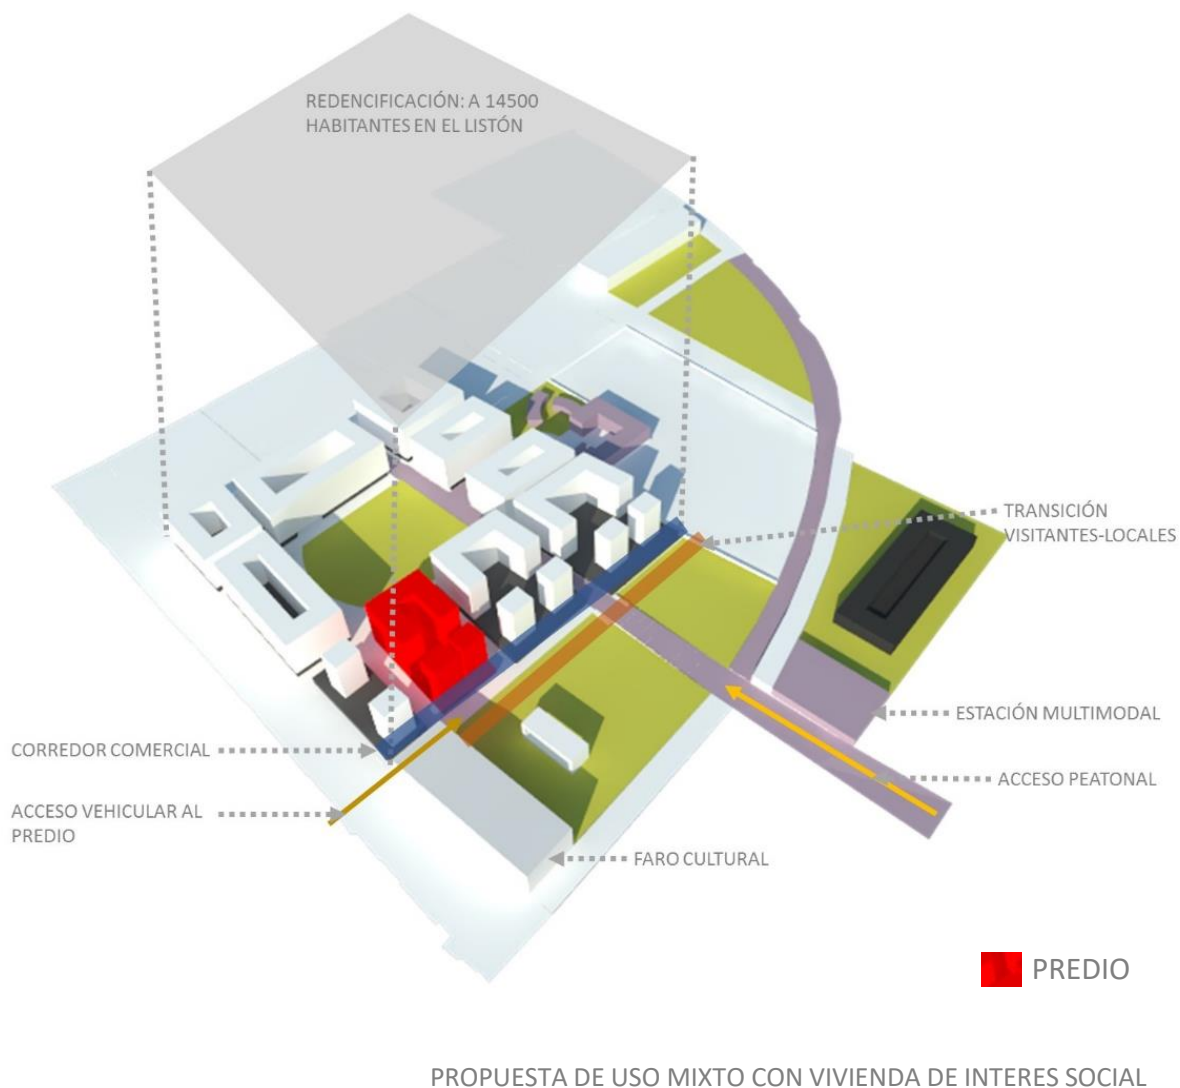 REDENCIFICACIÓN: A 14500
HABITANTES EN EL LISTÓN
TRANSICIÓN
VISITANTES-LOCALES
ESTACIÓN MULTIMODAL
CORREDOR COMERCIAL
ACCESO PEATONAL
ACCESO VEHICULAR AL
PREDIO
FARO CULTURAL
PREDIO
PROPUESTA DE USO MIXTO CON VIVIENDA DE INTERES SOCIAL